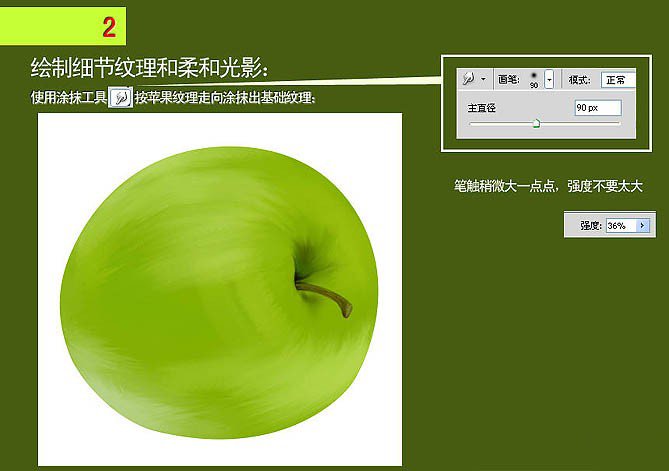 2
绘制细节纹理和柔和光影：
使用涂抹工具 按苹果纹理走向涂抹出基础纹理；
画笔： 90 模式： 正常
主直径 90 px
笔触稍微大一点点，强度不要太大
强度： 36%